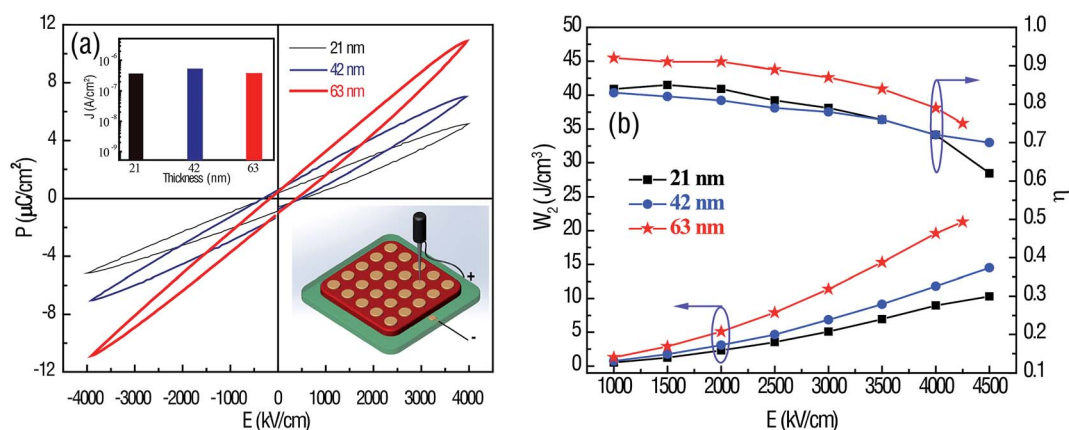 (a)
12
8
4
0
-4
-8
-12
P (μC/cm²)
-4000 -3000 -2000 -1000 0 1000 2000 3000 4000
E (kV/cm)
21 nm
42 nm
63 nm
J (A/cm²)
10⁻⁶
10⁻⁷
10⁻⁸
10⁻⁹
21 42 63
Thickness (nm)
+
-
(b)
50
45
40
35
30
25
20
15
10
5
0
W₂ (J/cm³)
21 nm
42 nm
63 nm
1.0
0.9
0.8
0.7
0.6
0.5
0.4
0.3
0.2
0.1
η
1000 1500 2000 2500 3000 3500 4000 4500
E (kV/cm)